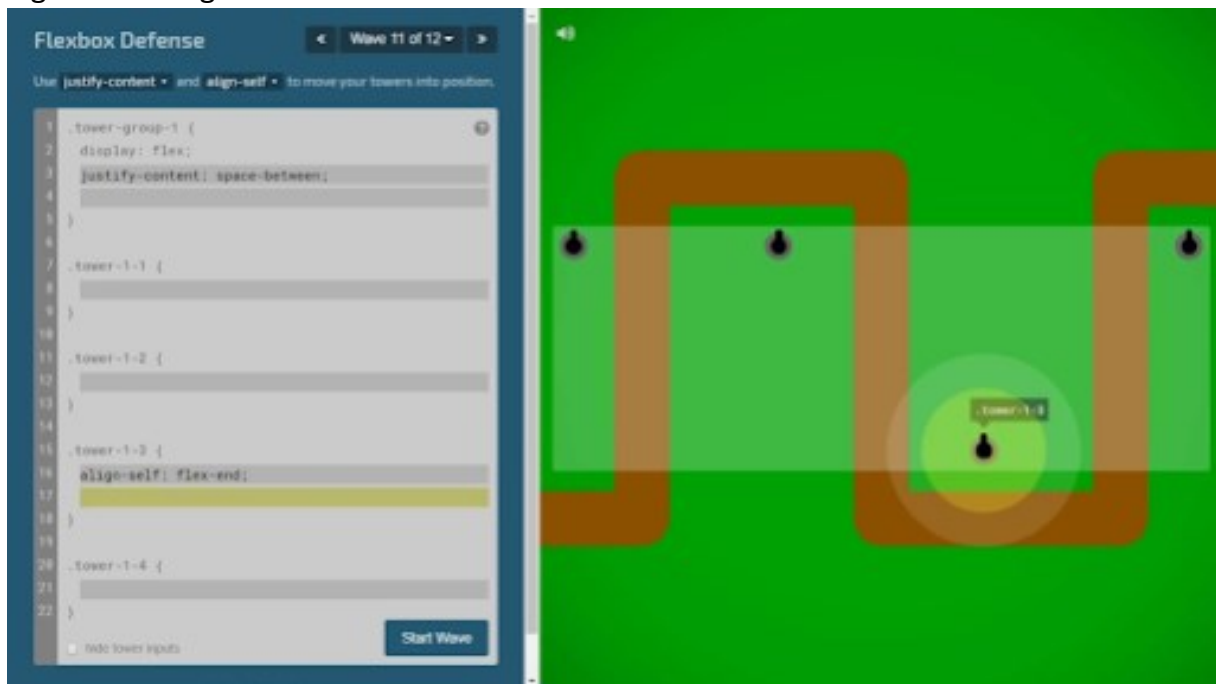 Flexbox Defense
« Wave 11 of 12 »
Use justify-content and align-self to move your towers into position.
1 .tower-group-1 {
2 display: flex;
3 justify-content: space-between;
4
5 }
6
7 .tower-1-1 {
8
9 }
10
11 .tower-1-2 {
12
13 }
14
15 .tower-1-3 {
16 align-self: flex-end;
17
18 }
19
20 .tower-1-4 {
21
22 }
hide tower inputs
Start Wave
.tower-1-3